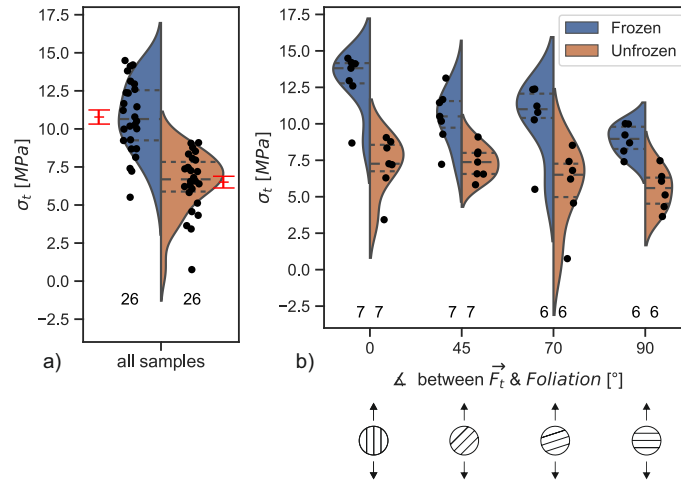 17.5
15.0
12.5
10.0
7.5
5.0
2.5
0.0
−2.5
σt [MPa]
26 26
all samples
a)
17.5
15.0
12.5
10.0
7.5
5.0
2.5
0.0
−2.5
σt [MPa]
Frozen
Unfrozen
7 7 7 7 6 6 6 6
0 45 70 90
b)
∡ between Ft & Foliation [°]